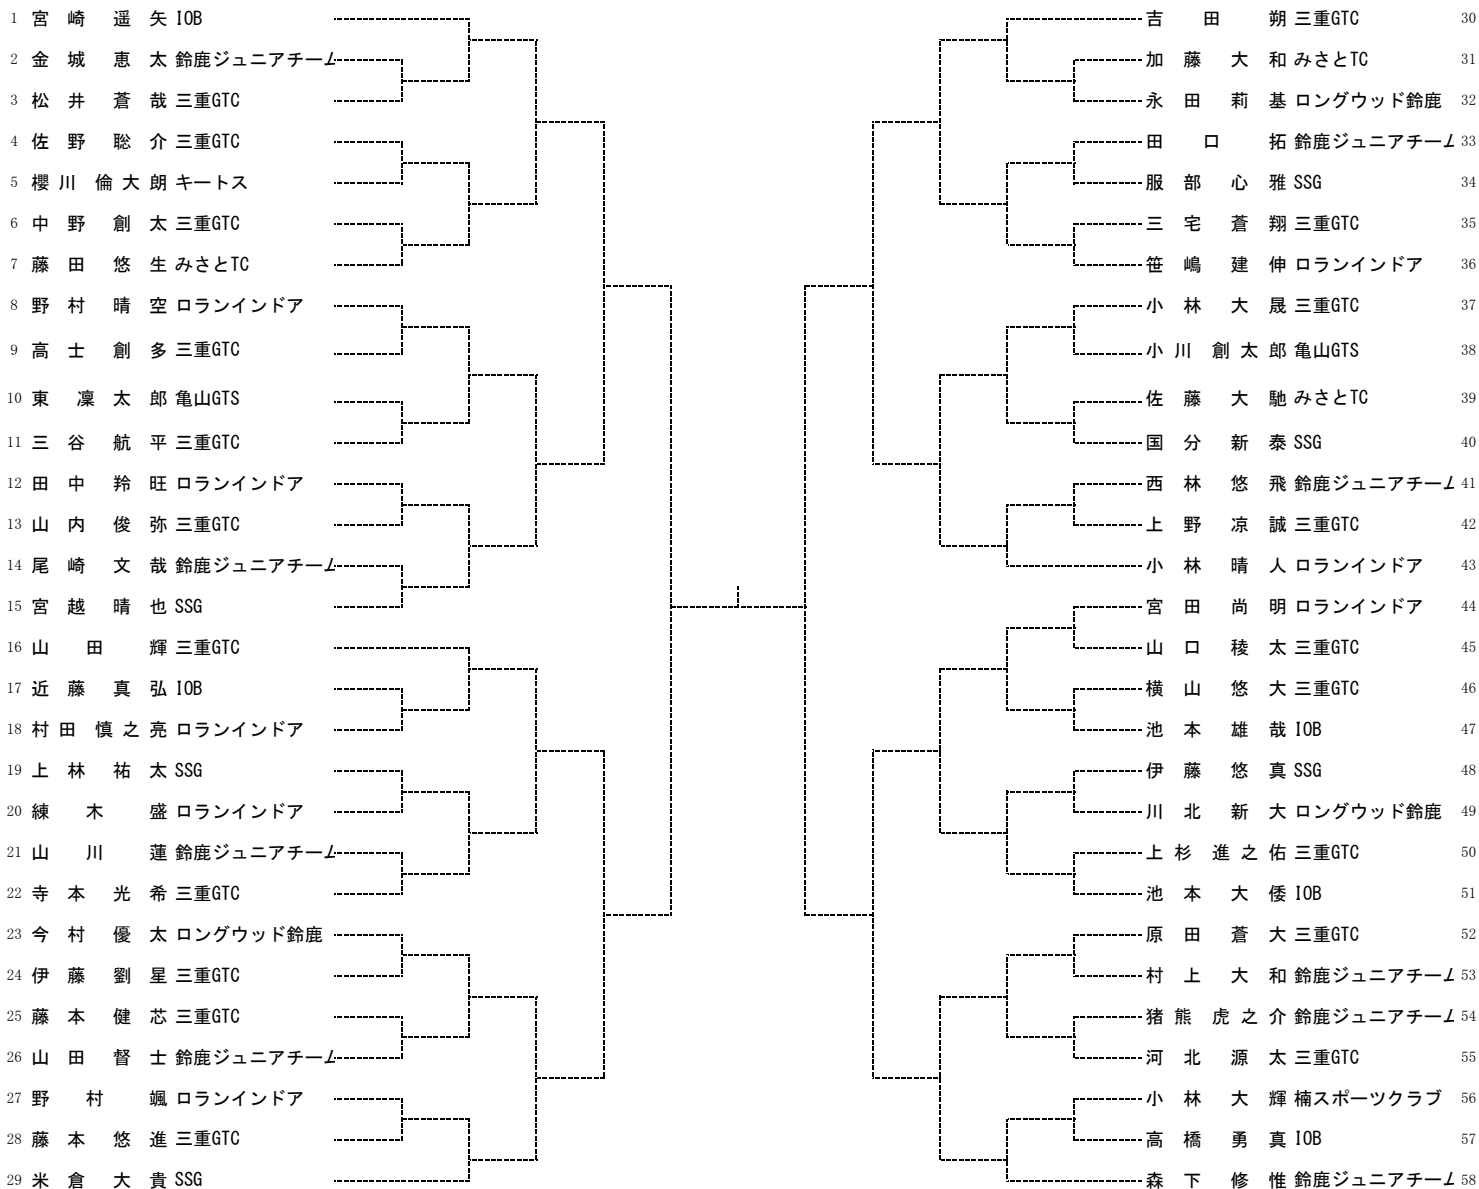 1 宮崎遥矢 IOB
2 金城恵太 鈴鹿ジュニアチーム
3 松井蒼哉 三重GTC
4 佐野聡介 三重GTC
5 櫻川倫大朗 キートス
6 中野創太 三重GTC
7 藤田悠生 みさとTC
8 野村晴空 ロランインドア
9 高士創多 三重GTC
10 東凜太郎 亀山GTS
11 三谷航平 三重GTC
12 田中羚旺 ロランインドア
13 山内俊弥 三重GTC
14 尾崎文哉 鈴鹿ジュニアチーム
15 宮越晴也 SSG
16 山田輝 三重GTC
17 近藤真弘 IOB
18 村田慎之亮 ロランインドア
19 上林祐太 SSG
20 練木盛 ロランインドア
21 山川蓮 鈴鹿ジュニアチーム
22 寺本光希 三重GTC
23 今村優太 ロングウッド鈴鹿
24 伊藤劉星 三重GTC
25 藤本健芯 三重GTC
26 山田督士 鈴鹿ジュニアチーム
27 野村颯 ロランインドア
28 藤本悠進 三重GTC
29 米倉大貴 SSG
吉田朔 三重GTC 30
加藤大和 みさとTC 31
永田莉基 ロングウッド鈴鹿 32
田口拓 鈴鹿ジュニアチーム 33
服部心雅 SSG 34
三宅蒼翔 三重GTC 35
笹嶋建伸 ロランインドア 36
小林大晟 三重GTC 37
小川創太郎 亀山GTS 38
佐藤大馳 みさとTC 39
国分新泰 SSG 40
西林悠飛 鈴鹿ジュニアチーム 41
上野凉誠 三重GTC 42
小林晴人 ロランインドア 43
宮田尚明 ロランインドア 44
山口稜太 三重GTC 45
横山悠大 三重GTC 46
池本雄哉 IOB 47
伊藤悠真 SSG 48
川北新大 ロングウッド鈴鹿 49
上杉進之佑 三重GTC 50
池本大倭 IOB 51
原田蒼大 三重GTC 52
村上大和 鈴鹿ジュニアチーム 53
猪熊虎之介 鈴鹿ジュニアチーム 54
河北源太 三重GTC 55
小林大輝 楠スポーツクラブ 56
高橋勇真 IOB 57
森下修惟 鈴鹿ジュニアチーム 58